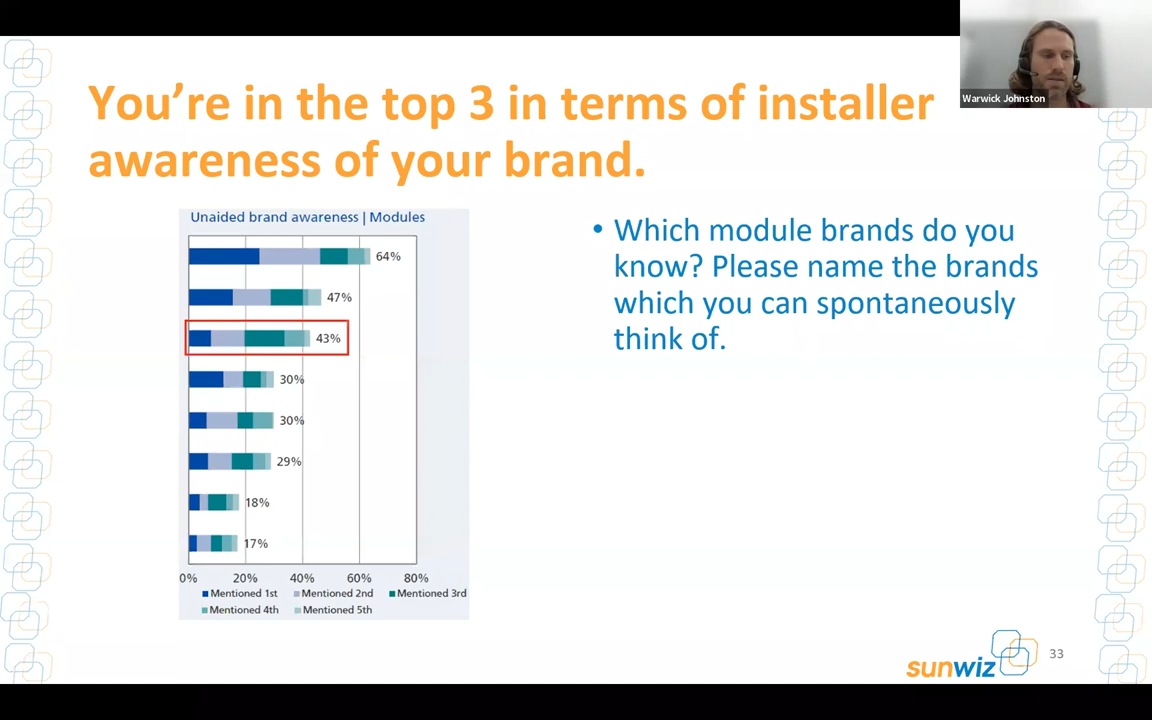 Warwick Johnston
You're in the top 3 in terms of installer
awareness of your brand.
Unaided brand awareness | Modules
64%
47%
43%
30%
30%
29%
18%
17%
0% 20% 40% 60% 80%
Mentioned 1st Mentioned 2nd Mentioned 3rd
Mentioned 4th Mentioned 5th
• Which module brands do you
know? Please name the brands
which you can spontaneously
think of.
sunwiz
33